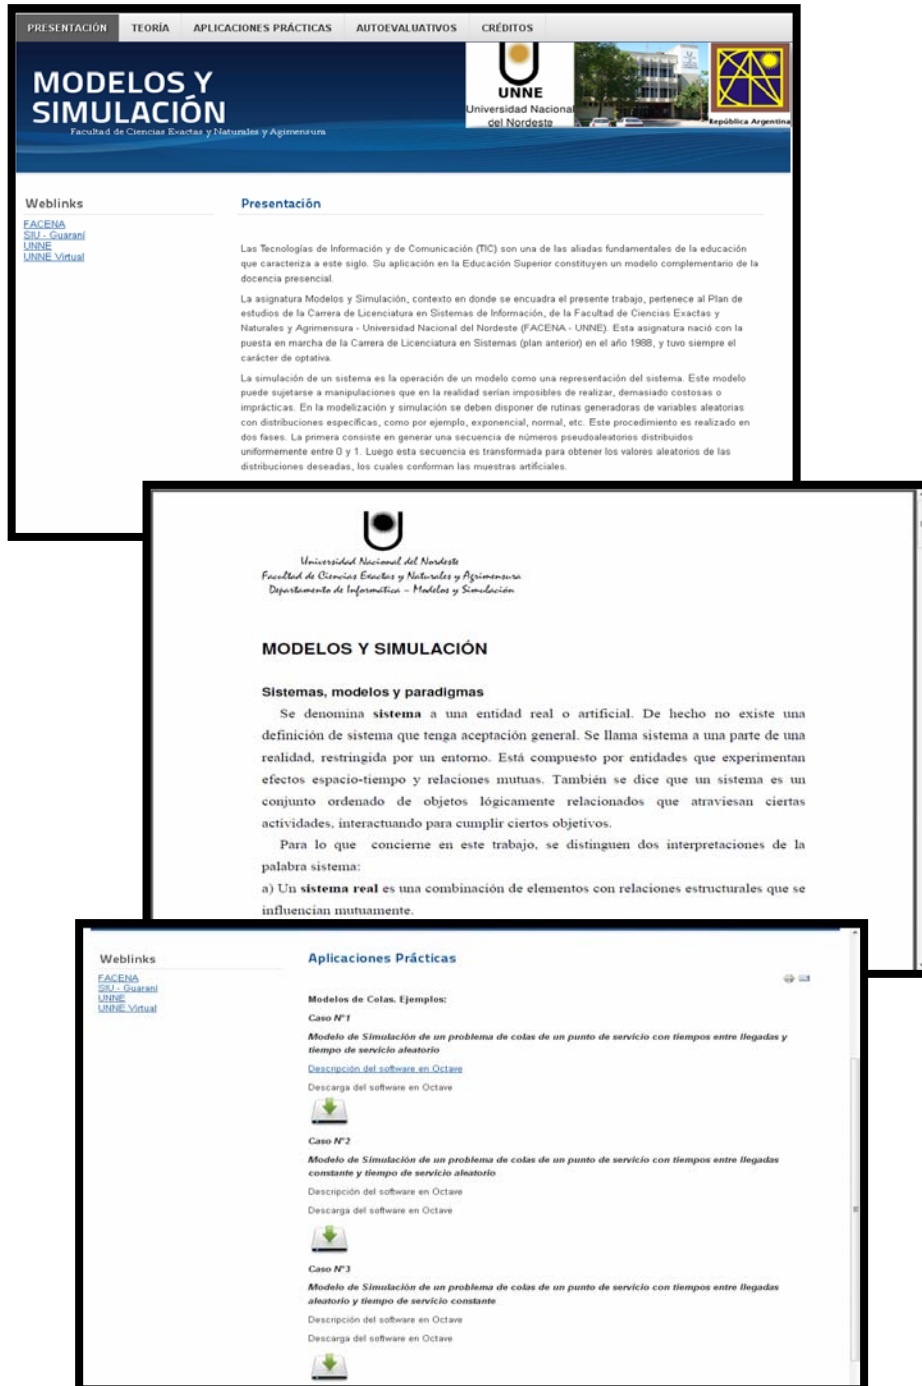 PRESENTACIÓN TEORÍA APLICACIONES PRÁCTICAS AUTOEVALUATIVOS CRÉDITOS
MODELOS Y
SIMULACIÓN
Facultad de Ciencias Exactas y Naturales y Agimensura
UNNE
Universidad Nacional
del Nordeste
República Argentina
Weblinks
FACENA
SIU - Guaraní
UNNE
UNNE Virtual
Presentación
Las Tecnologías de Información y de Comunicación (TIC) son una de las aliadas fundamentales de la educación
que caracteriza a este siglo. Su aplicación en la Educación Superior constituyen un modelo complementario de la
docencia presencial.
La asignatura Modelos y Simulación, contexto en donde se encuadra el presente trabajo, pertenece al Plan de
estudios de la Carrera de Licenciatura en Sistemas de Información, de la Facultad de Ciencias Exactas y
Naturales y Agrimensura - Universidad Nacional del Nordeste (FACENA - UNNE). Esta asignatura nació con la
puesta en marcha de la Carrera de Licenciatura en Sistemas (plan anterior) en el año 1988, y tuvo siempre el
carácter de optativa.
La simulación de un sistema es la operación de un modelo como una representación del sistema. Este modelo
puede sujetarse a manipulaciones que en la realidad serían imposibles de realizar, demasiado costosas o
imprácticas. En la modelización y simulación se deben disponer de rutinas generadoras de variables aleatorias
con distribuciones específicas, como por ejemplo, exponencial, normal, etc. Este procedimiento es realizado en
dos fases. La primera consiste en generar una secuencia de números pseudoaleatorios distribuidos
uniformemente entre 0 y 1. Luego esta secuencia es transformada para obtener los valores aleatorios de las
distribuciones deseadas, los cuales conforman las muestras artificiales.
Universidad Nacional del Nordeste
Facultad de Ciencias Exactas y Naturales y Agrimensura
Departamento de Informática – Modelos y Simulación
MODELOS Y SIMULACIÓN
Sistemas, modelos y paradigmas
Se denomina sistema a una entidad real o artificial. De hecho no existe una
definición de sistema que tenga aceptación general. Se llama sistema a una parte de una
realidad, restringida por un entorno. Está compuesto por entidades que experimentan
efectos espacio-tiempo y relaciones mutuas. También se dice que un sistema es un
conjunto ordenado de objetos lógicamente relacionados que atraviesan ciertas
actividades, interactuando para cumplir ciertos objetivos.
Para lo que concierne en este trabajo, se distinguen dos interpretaciones de la
palabra sistema:
a) Un sistema real es una combinación de elementos con relaciones estructurales que se
influencian mutuamente.
Weblinks
FACENA
SIU - Guaraní
UNNE
UNNE Virtual
Aplicaciones Prácticas
Modelos de Colas. Ejemplos:
Caso N°1
Modelo de Simulación de un problema de colas de un punto de servicio con tiempos entre llegadas y
tiempo de servicio aleatorio
Descripción del software en Octave
Descarga del software en Octave
Caso N°2
Modelo de Simulación de un problema de colas de un punto de servicio con tiempos entre llegadas
constante y tiempo de servicio aleatorio
Descripción del software en Octave
Descarga del software en Octave
Caso N°3
Modelo de Simulación de un problema de colas de un punto de servicio con tiempos entre llegadas
aleatorio y tiempo de servicio constante
Descripción del software en Octave
Descarga del software en Octave